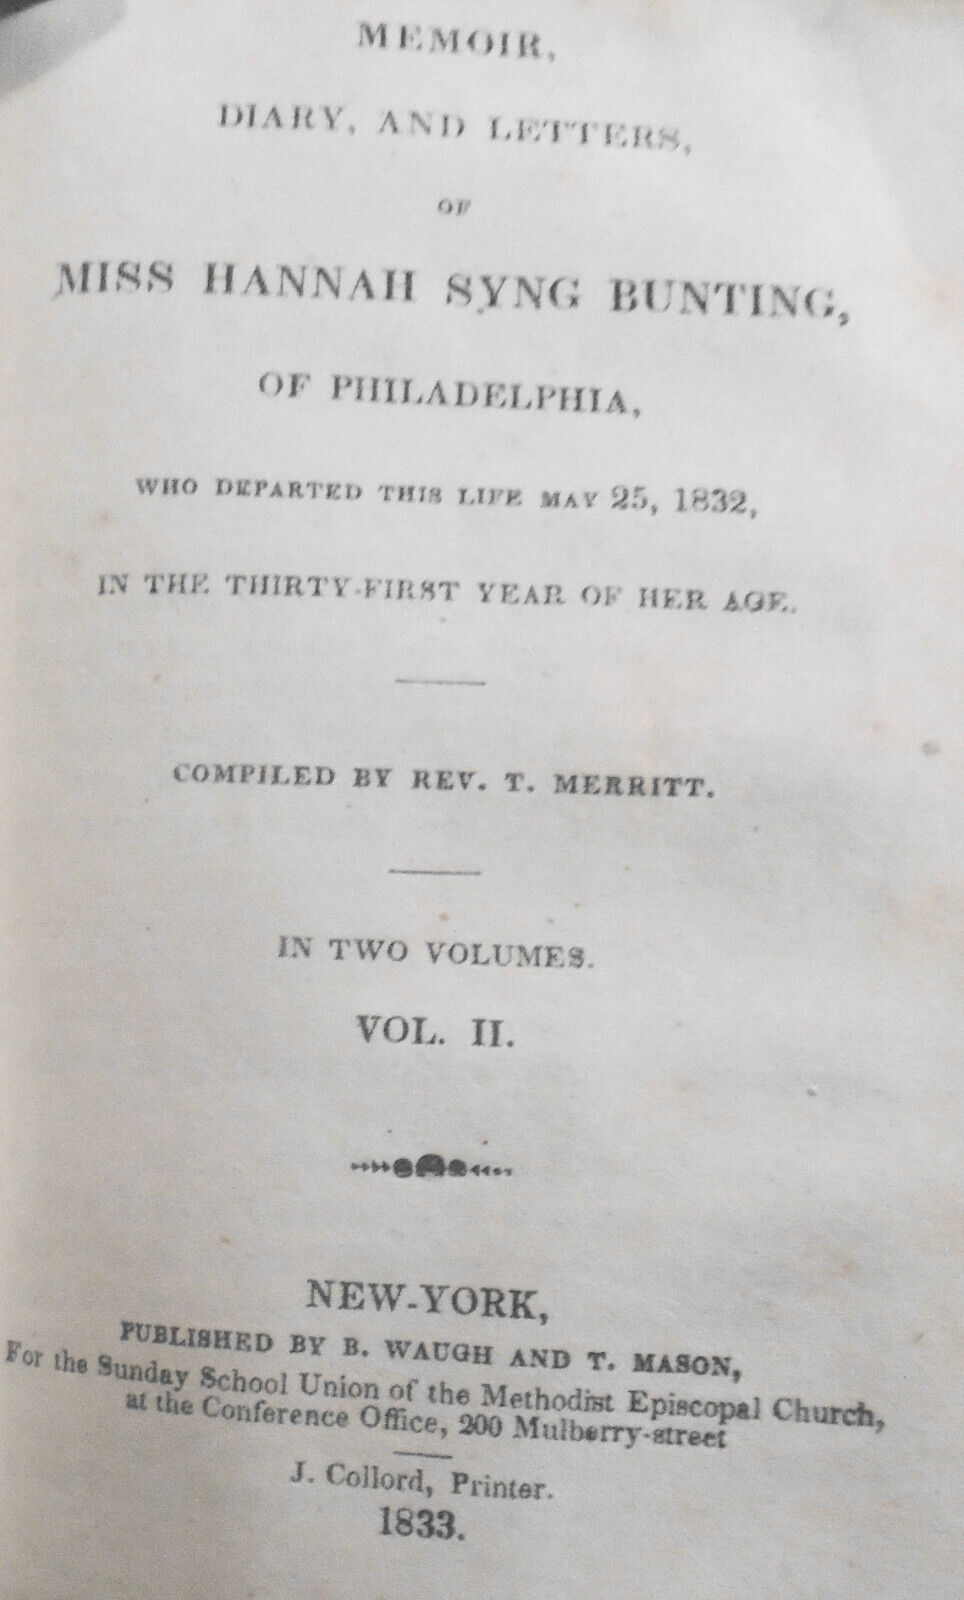 MEMOIR,
DIARY, AND LETTERS,
OF
MISS HANNAH SYNG BUNTING,
OF PHILADELPHIA,
WHO DEPARTED THIS LIFE MAY 25, 1832,
IN THE THIRTY-FIRST YEAR OF HER AGE.
COMPILED BY REV. T. MERRITT.
IN TWO VOLUMES.
VOL. II.
NEW-YORK,
PUBLISHED BY B. WAUGH AND T. MASON,
For the Sunday School Union of the Methodist Episcopal Church,
at the Conference Office, 200 Mulberry-street
J. Collord, Printer.
1833.